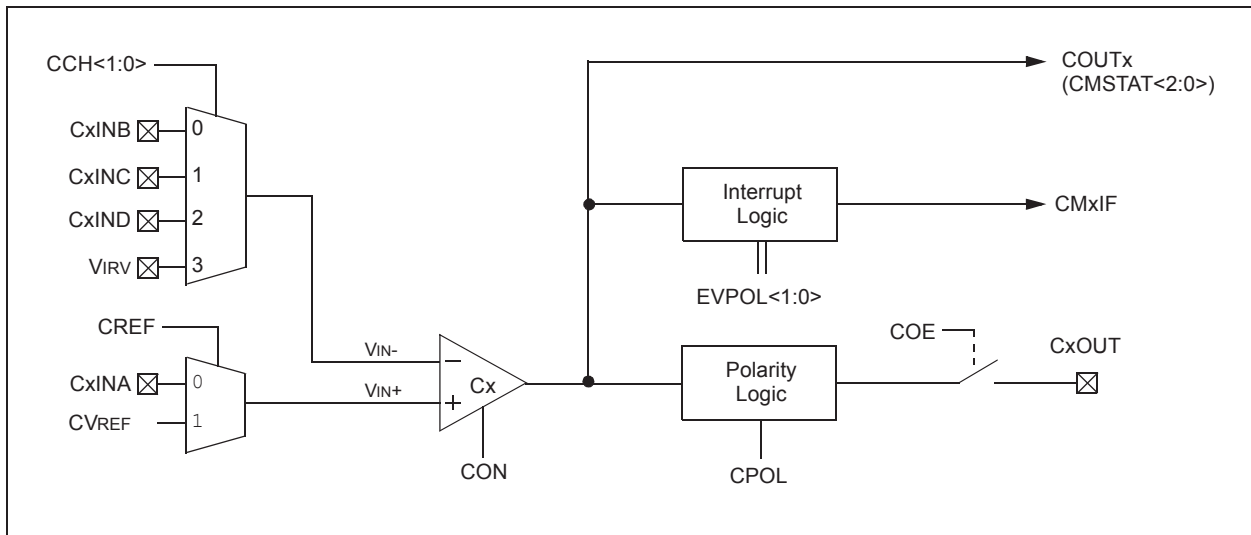 CCH<1:0>
COUTx
(CMSTAT<2:0>)
CxINB
0
CxINC
1
CxIND
2
VIRV
3
Interrupt
Logic
CMxIF
EVPOL<1:0>
CREF
CxINA
0
CVREF
1
VIN-
VIN+
−
+
Cx
CON
Polarity
Logic
CPOL
COE
CxOUT